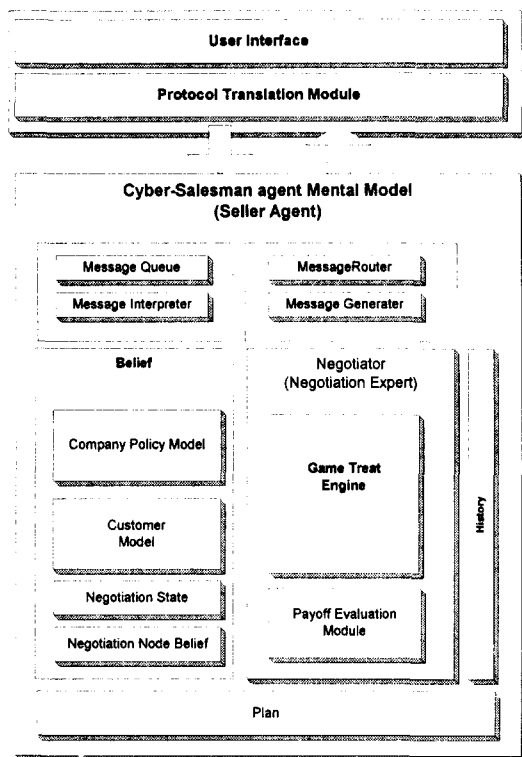 User Interface
Protocol Translation Module
Cyber-Salesman agent Mental Model
(Seller Agent)
Message Queue
MessageRouter
Message Interpreter
Message Generater
Belief
Negotiator
(Negotiation Expert)
Company Policy Model
Game Treat
Engine
History
Customer
Model
Negotiation State
Payoff Evaluation
Module
Negotiation Node Belief
Plan